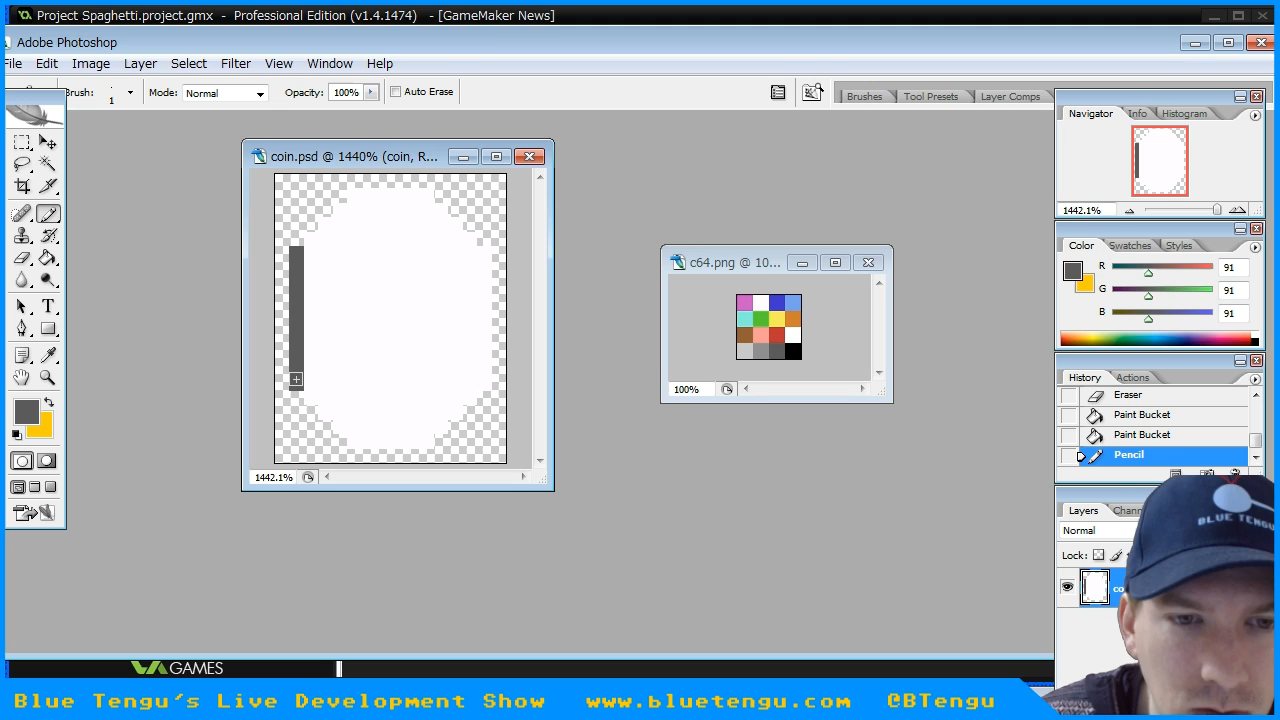 Project Spaghetti.project.gmx - Professional Edition (v1.4.1474) - [GameMaker News]
Adobe Photoshop
File Edit Image Layer Select Filter View Window Help
Brush: 1 Mode: Normal Opacity: 100% Auto Erase
Brushes Tool Presets Layer Comps
Navigator Info Histogram
1442.1%
Color Swatches Styles
R 91
G 91
B 91
coin.psd @ 1440% (coin, R...
1442.1%
c64.png @ 10...
100%
History Actions
Eraser
Paint Bucket
Paint Bucket
Pencil
Layers Chann
Normal
Lock:
co
BLUE TENGU
GAMES
Blue Tengu's Live Development Show www.bluetengu.com @BTengu